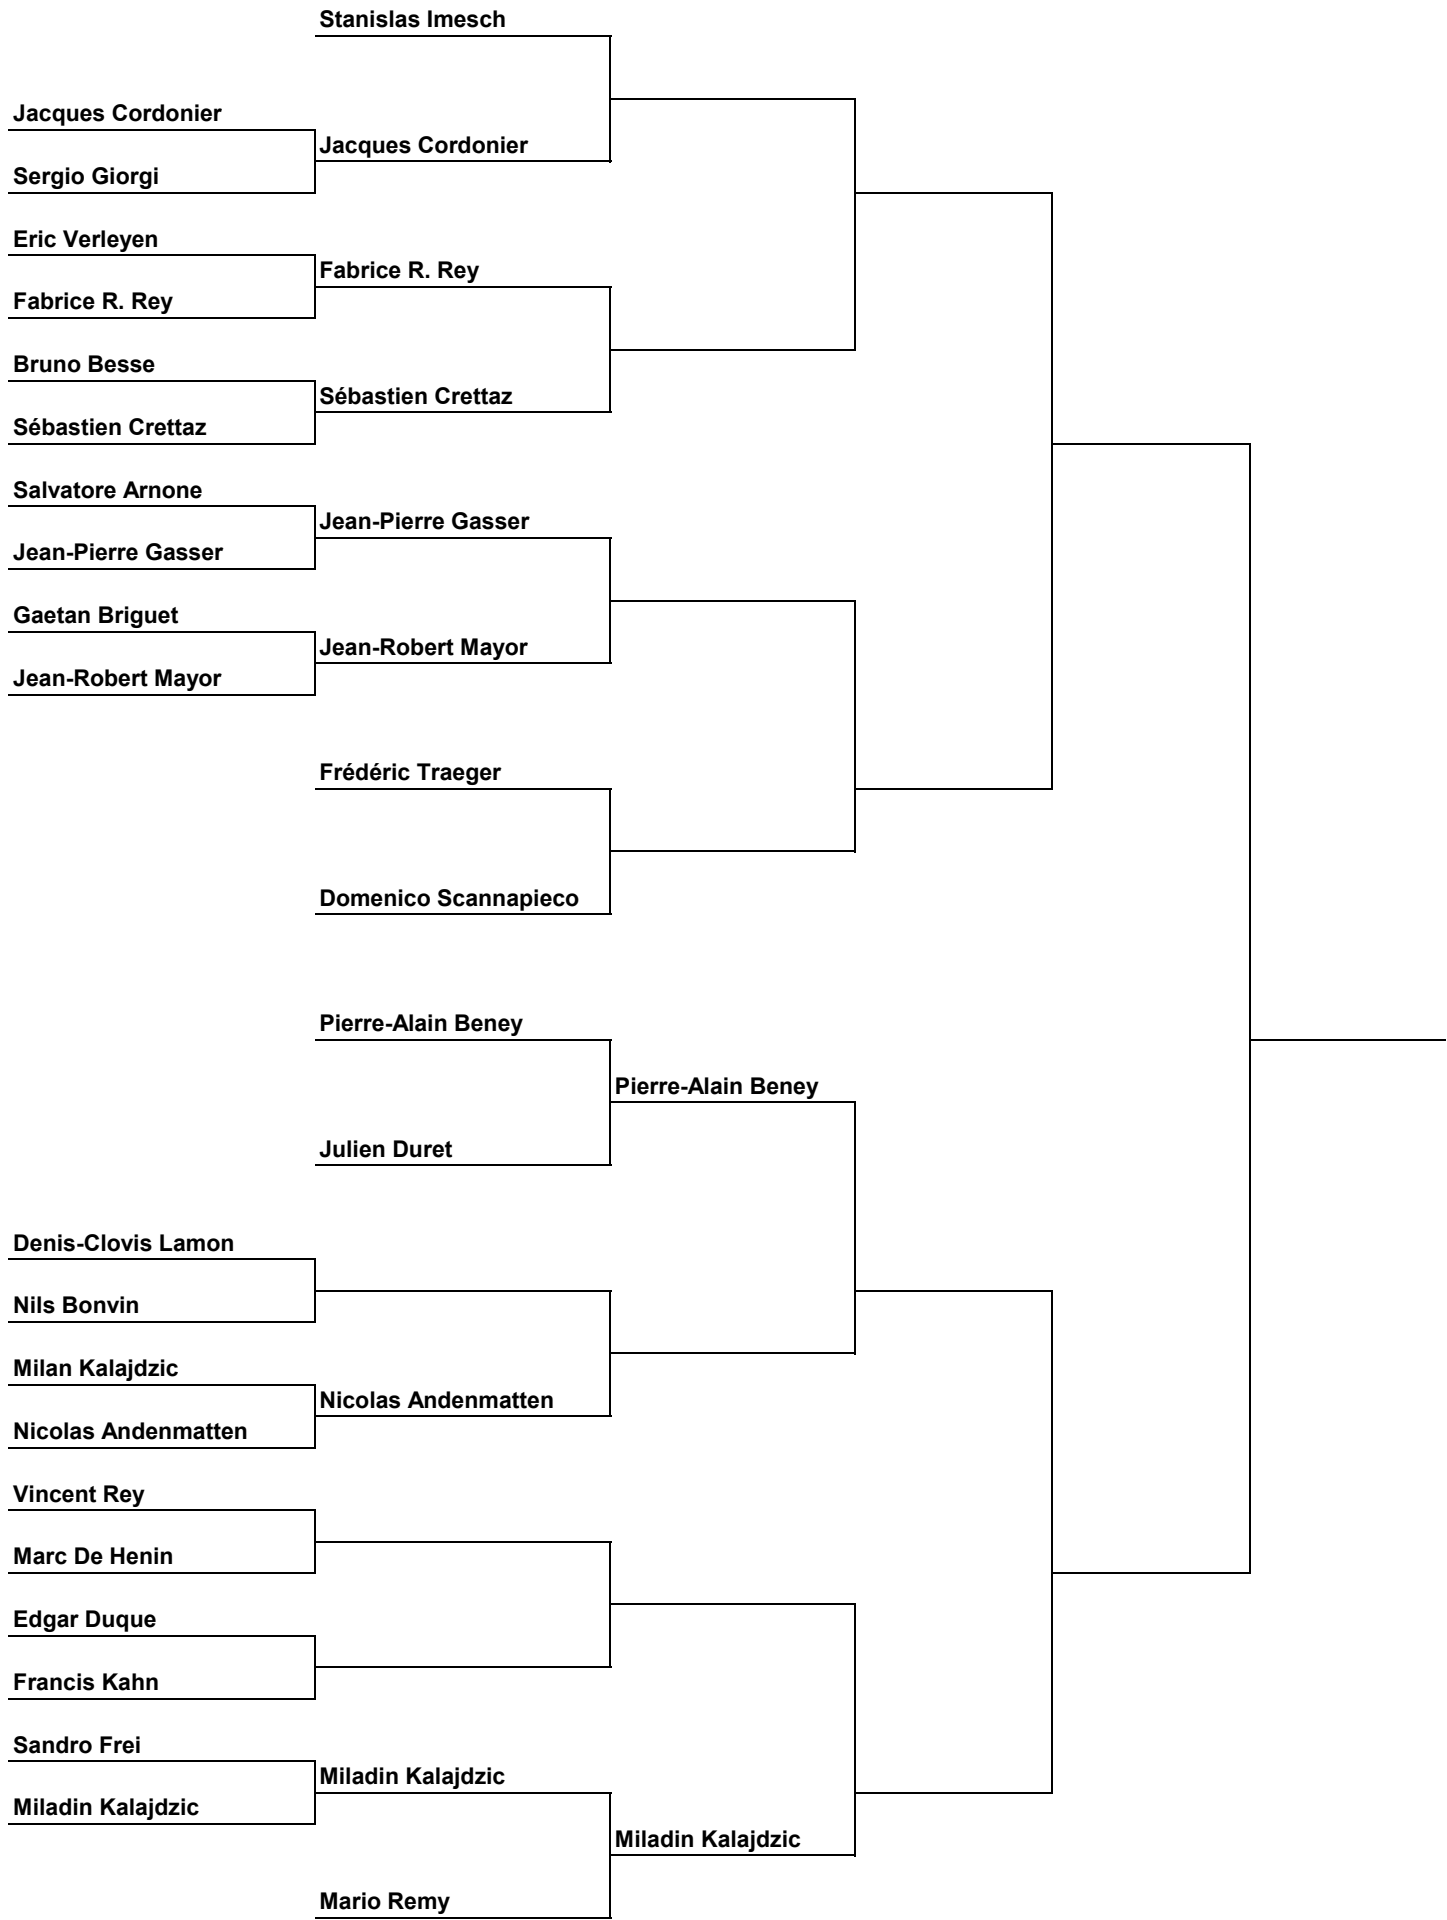 Stanislas Imesch
Jacques Cordonier
Jacques Cordonier
Sergio Giorgi
Eric Verleyen
Fabrice R. Rey
Fabrice R. Rey
Bruno Besse
Sébastien Crettaz
Sébastien Crettaz
Salvatore Arnone
Jean-Pierre Gasser
Jean-Pierre Gasser
Gaetan Briguet
Jean-Robert Mayor
Jean-Robert Mayor
Frédéric Traeger
Domenico Scannapieco
Pierre-Alain Beney
Pierre-Alain Beney
Julien Duret
Denis-Clovis Lamon
Nils Bonvin
Milan Kalajdzic
Nicolas Andenmatten
Nicolas Andenmatten
Vincent Rey
Marc De Henin
Edgar Duque
Francis Kahn
Sandro Frei
Miladin Kalajdzic
Miladin Kalajdzic
Miladin Kalajdzic
Mario Remy